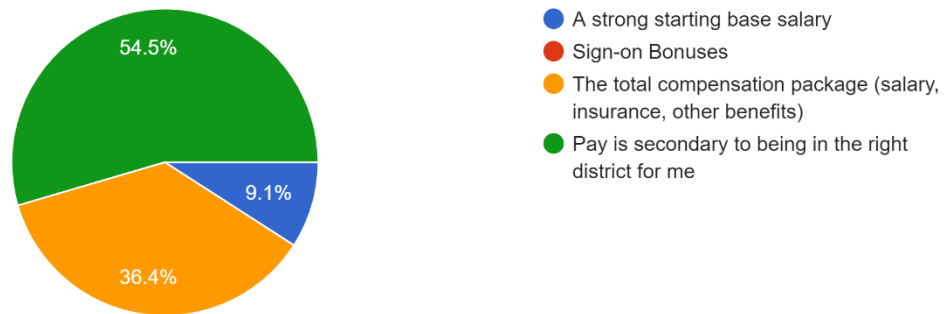 54.5%
9.1%
36.4%
A strong starting base salary
Sign-on Bonuses
The total compensation package (salary,
insurance, other benefits)
Pay is secondary to being in the right
district for me